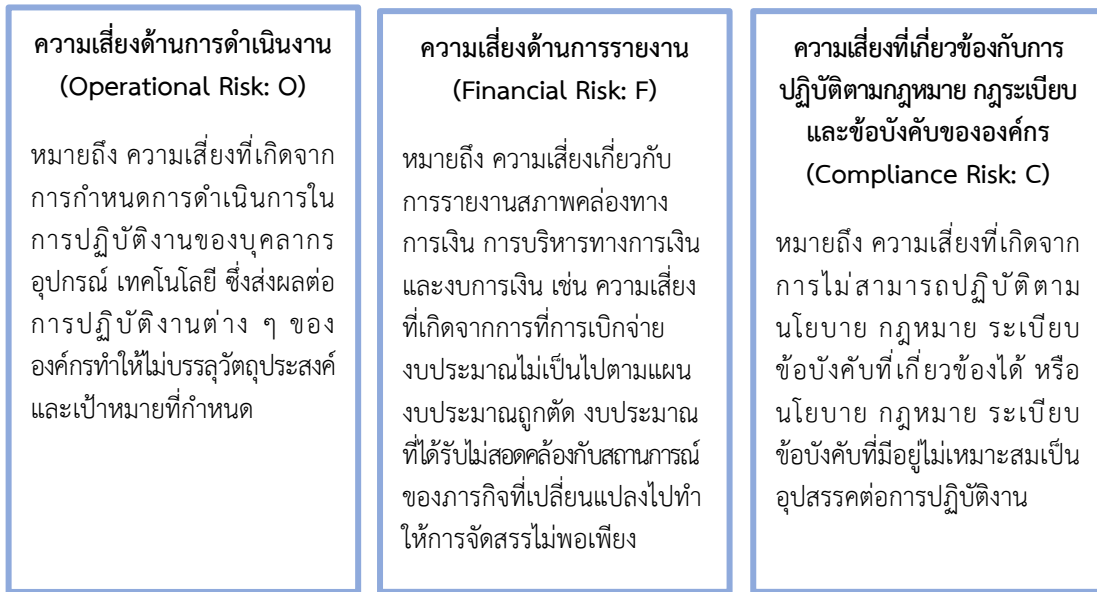 ความเสี่ยงด้านการดำเนินงาน
(Operational Risk: O)
หมายถึง ความเสี่ยงที่เกิดจาก
การกำหนดการดำเนินการใน
การปฏิบัติงานของบุคลากร
อุปกรณ์ เทคโนโลยี ซึ่งส่งผลต่อ
การปฏิบัติงานต่าง ๆ ของ
องค์กรทำให้ไม่บรรลุวัตถุประสงค์
และเป้าหมายที่กำหนด
ความเสี่ยงด้านการรายงาน
(Financial Risk: F)
หมายถึง ความเสี่ยงเกี่ยวกับ
การรายงานสภาพคล่องทาง
การเงิน การบริหารทางการเงิน
และงบการเงิน เช่น ความเสี่ยง
ที่เกิดจากการที่การเบิกจ่าย
งบประมาณไม่เป็นไปตามแผน
งบประมาณถูกตัด งบประมาณ
ที่ได้รับไม่สอดคล้องกับสถานการณ์
ของภารกิจที่เปลี่ยนแปลงไปทำ
ให้การจัดสรรไม่พอเพียง
ความเสี่ยงที่เกี่ยวข้องกับการ
ปฏิบัติตามกฎหมาย กฎระเบียบ
และข้อบังคับขององค์กร
(Compliance Risk: C)
หมายถึง ความเสี่ยงที่เกิดจาก
การไม่สามารถปฏิบัติตาม
นโยบาย กฎหมาย ระเบียบ
ข้อบังคับที่เกี่ยวข้องได้ หรือ
นโยบาย กฎหมาย ระเบียบ
ข้อบังคับที่มีอยู่ไม่เหมาะสมเป็น
อุปสรรคต่อการปฏิบัติงาน